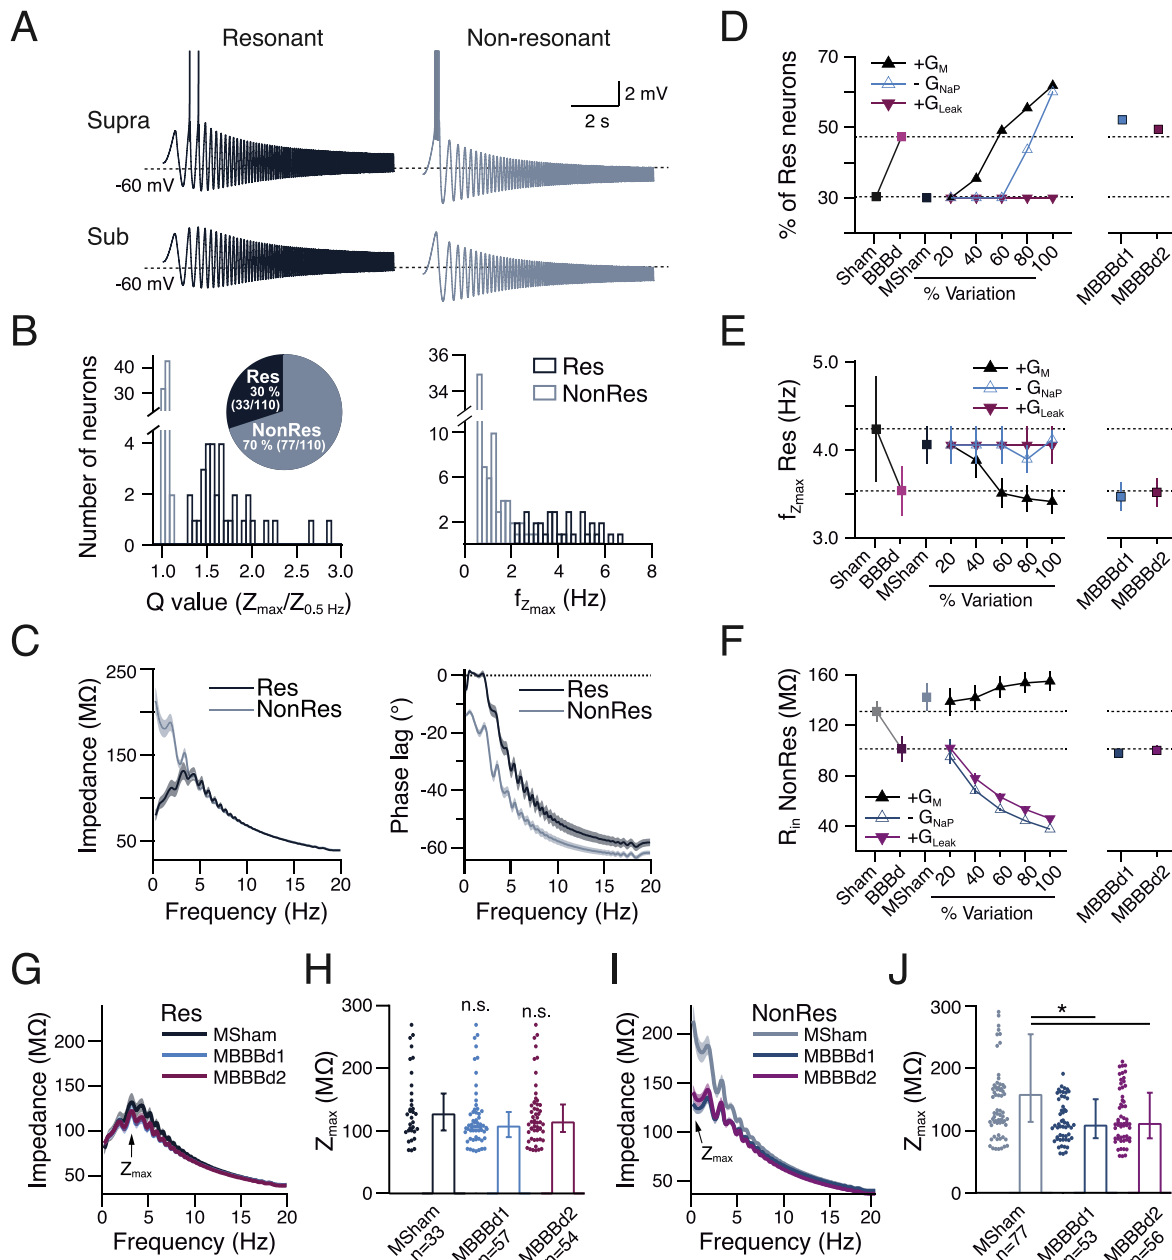 A
Resonant
Non-resonant
Supra
-60 mV
2 mV
2 s
Sub
-60 mV
B
Number of neurons
40
30
4
2
0
1.0
1.5
2.0
2.5
3.0
Q value (Zmax/Z0.5 Hz)
Res
30 %
(33/110)
NonRes
70 % (77/110)
36
34
10
6
2
0
2
4
6
8
fZmax (Hz)
Res
NonRes
C
Impedance (MΩ)
250
150
50
0
5
10
15
20
Frequency (Hz)
Res
NonRes
Phase lag (°)
0
-20
-40
-60
0
5
10
15
20
Frequency (Hz)
Res
NonRes
D
% of Res neurons
70
50
30
+GM
- GNaP
+GLeak
Sham
BBBd
MSham
20
40
60
80
100
% Variation
MBBBd1
MBBBd2
E
fZmax Res (Hz)
5.0
4.0
3.0
+GM
- GNaP
+GLeak
Sham
BBBd
MSham
20
40
60
80
100
% Variation
MBBBd1
MBBBd2
F
Rin NonRes (MΩ)
160
120
80
40
+GM
- GNaP
+GLeak
Sham
BBBd
MSham
20
40
60
80
100
% Variation
MBBBd1
MBBBd2
G
Impedance (MΩ)
200
150
100
50
0
5
10
15
20
Frequency (Hz)
Res
MSham
MBBBd1
MBBBd2
Zmax
H
Zmax (MΩ)
300
200
100
0
n.s.
n.s.
MSham
n=33
MBBBd1
n=57
MBBBd2
n=54
I
Impedance (MΩ)
200
150
100
50
0
5
10
15
20
Frequency (Hz)
NonRes
MSham
MBBBd1
MBBBd2
Zmax
J
Zmax (MΩ)
300
200
100
0
*
MSham
n=77
MBBBd1
n=53
MBBBd2
n=56